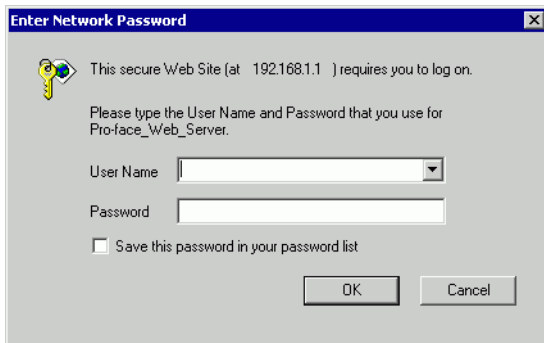 Enter Network Password
This secure Web Site (at 192.168.1.1 ) requires you to log on.
Please type the User Name and Password that you use for
Pro-face_Web_Server.
User Name
Password
Save this password in your password list
OK Cancel